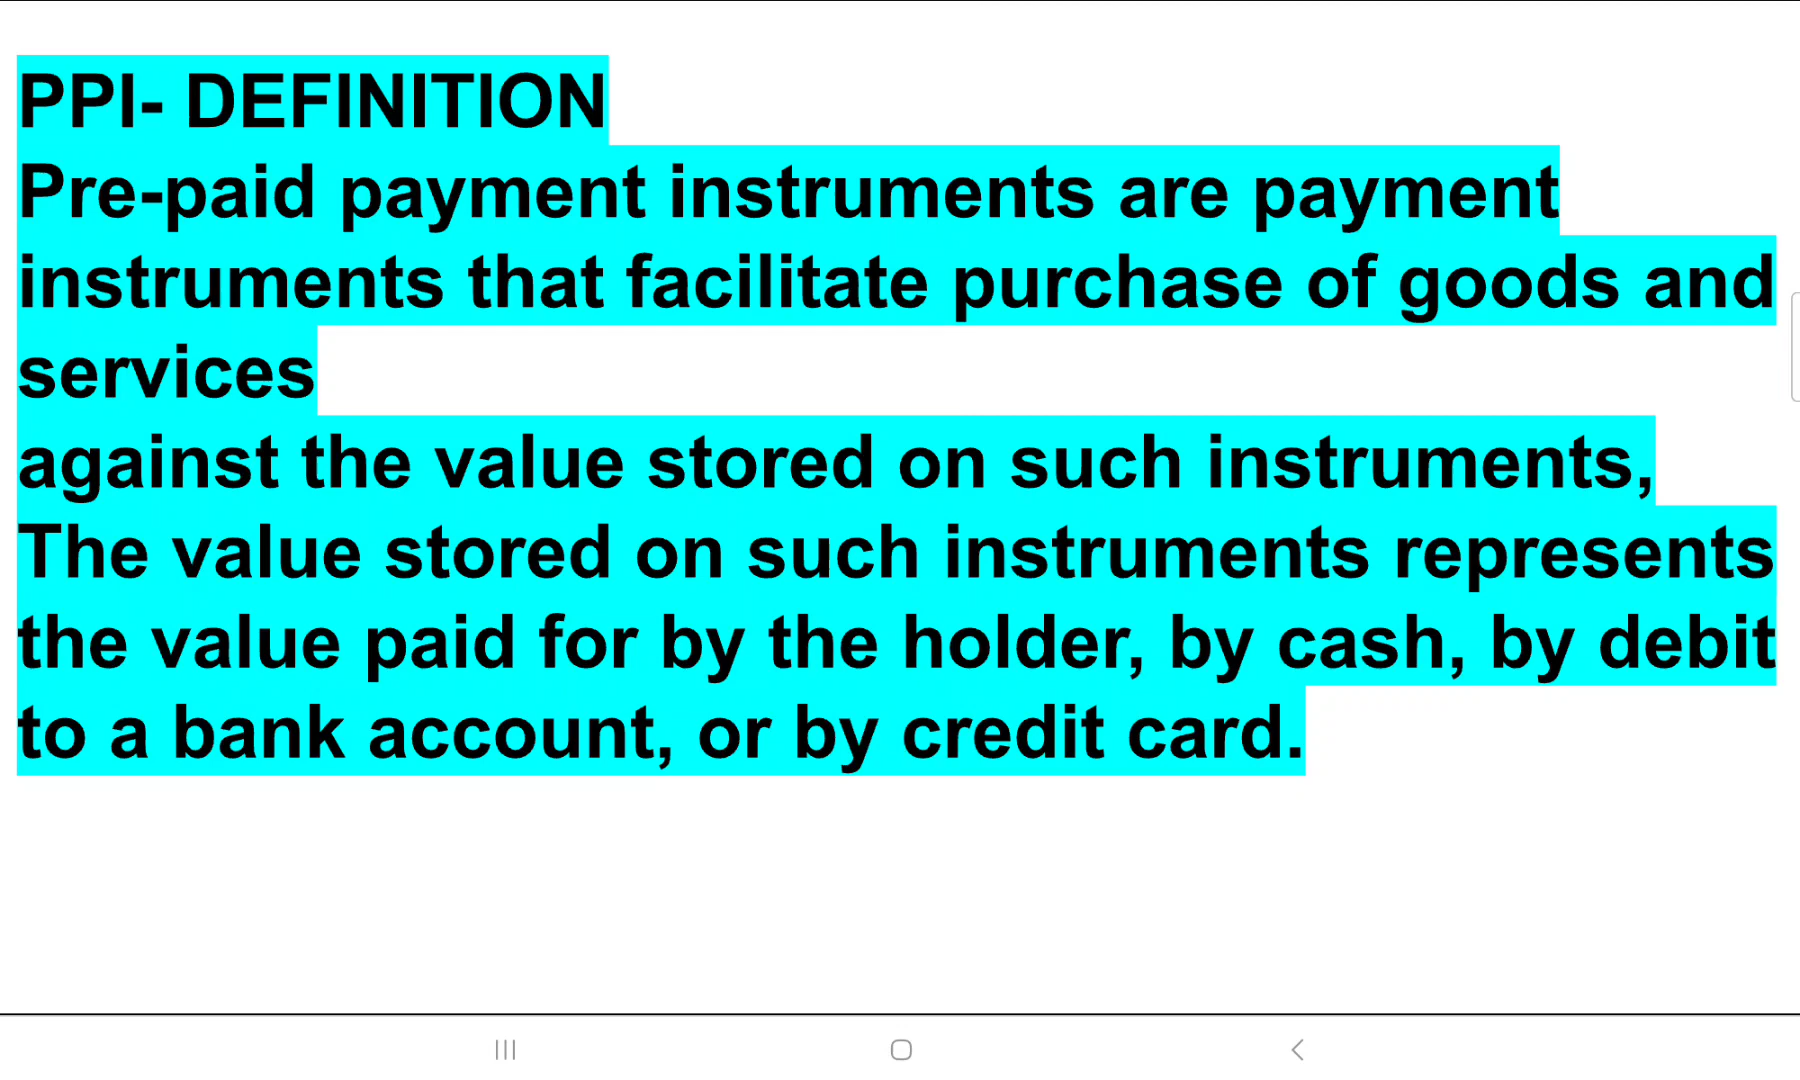 PPI- DEFINITION
Pre-paid payment instruments are payment
instruments that facilitate purchase of goods and
services
against the value stored on such instruments,
The value stored on such instruments represents
the value paid for by the holder, by cash, by debit
to a bank account, or by credit card.